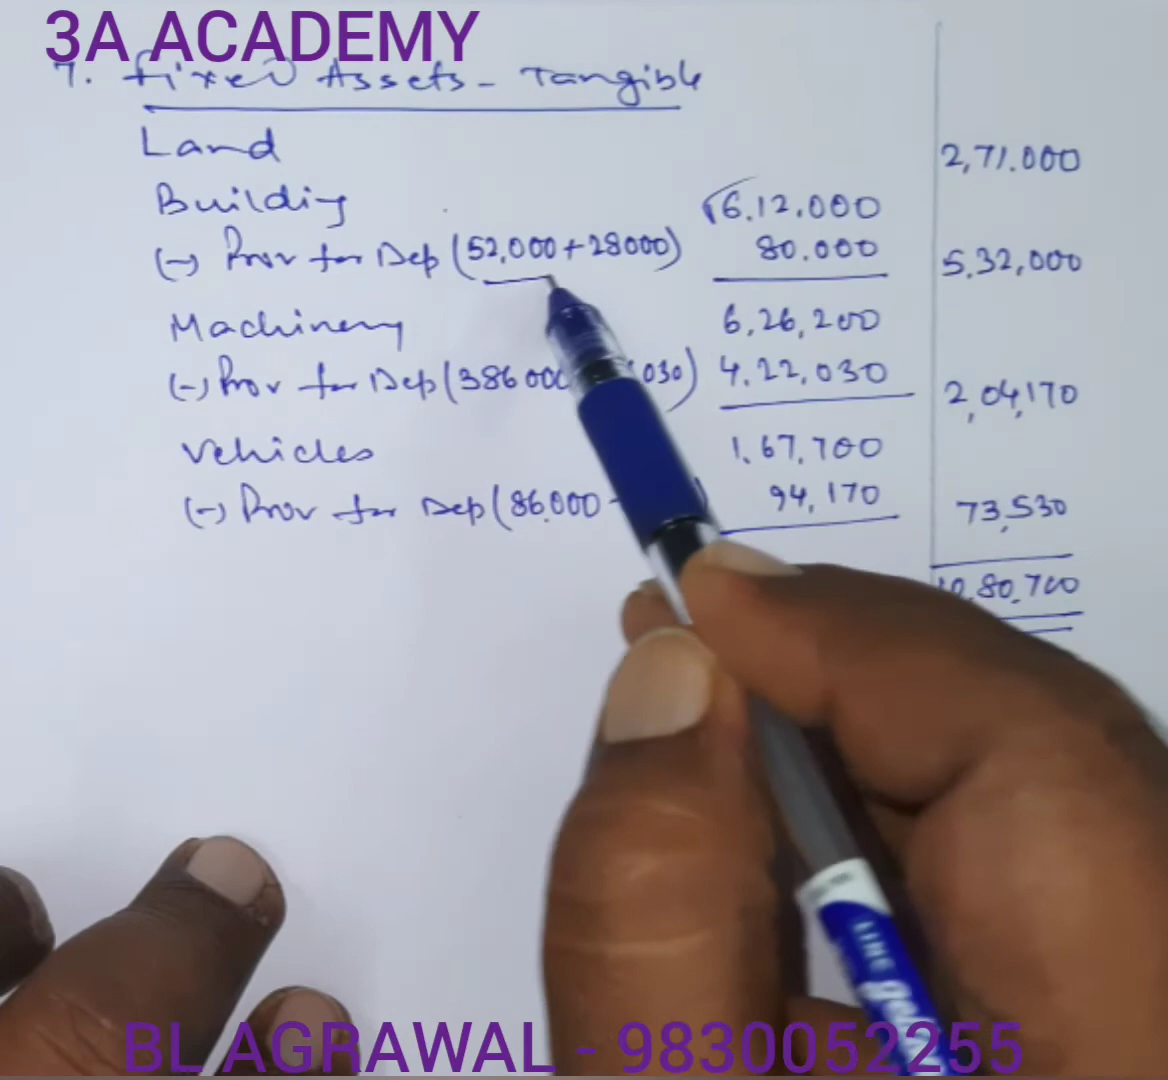 3A ACADEMY
7. Fixed Assets - Tangible
Land 2,71.000
Building 6.12.000
(-) Prov for Dep (52,000+28000) 80.000 5,32,000
Machinery 6,26,200
(-) Prov for Dep (386 000 030) 4,22,030 2,04,170
Vehicles 1,67,700
(-) Prov for Dep (86.000 94,170 73,530
10,80,700
LINC
BL AGRAWAL - 9830052255